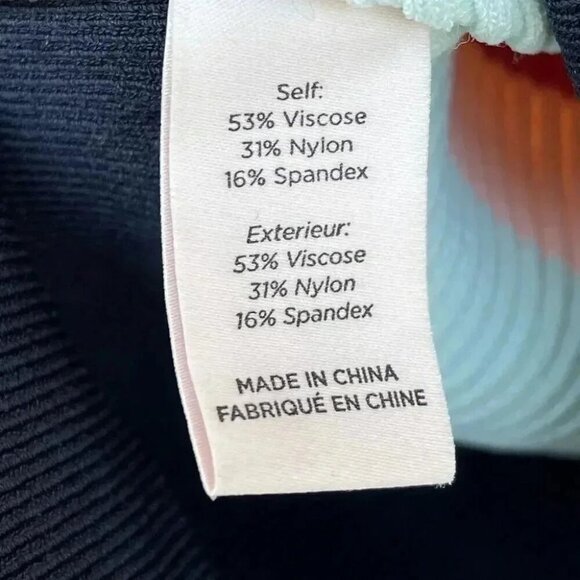 Self:
53% Viscose
31% Nylon
16% Spandex
Exterieur:
53% Viscose
31% Nylon
16% Spandex
MADE IN CHINA
FABRIQUÉ EN CHINE